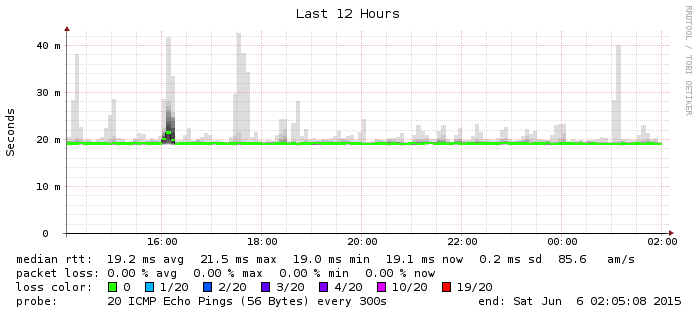 Last 12 Hours
RRDTOOL / TOBI OETIKER
Seconds
40 m
30 m
20 m
10 m
0
16:00 18:00 20:00 22:00 00:00 02:00
median rtt: 19.2 ms avg 21.5 ms max 19.0 ms min 19.1 ms now 0.2 ms sd 85.6 am/s
packet loss: 0.00 % avg 0.00 % max 0.00 % min 0.00 % now
loss color: 0 1/20 2/20 3/20 4/20 10/20 19/20
probe: 20 ICMP Echo Pings (56 Bytes) every 300s end: Sat Jun 6 02:05:08 2015